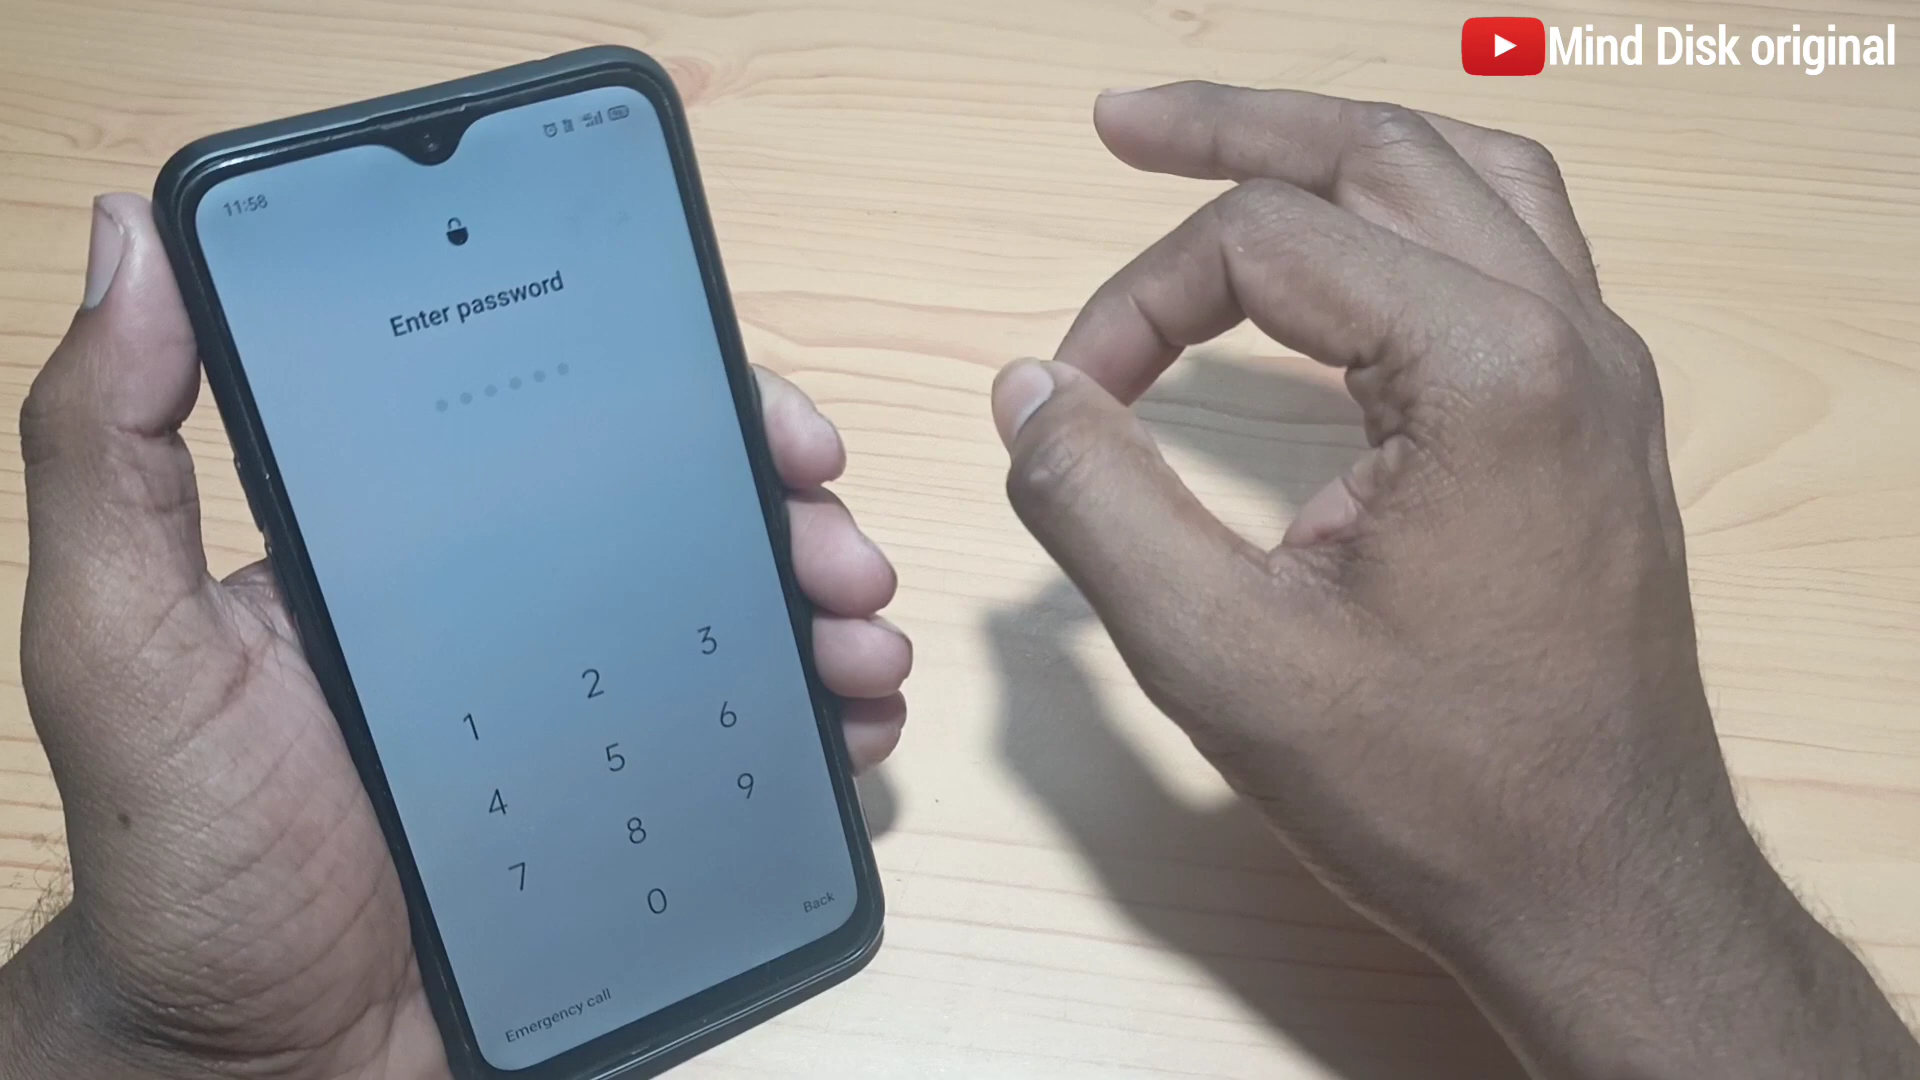 Mind Disk original
11:58
Enter password
1 2 3
4 5 6
7 8 9
0
Back
Emergency call